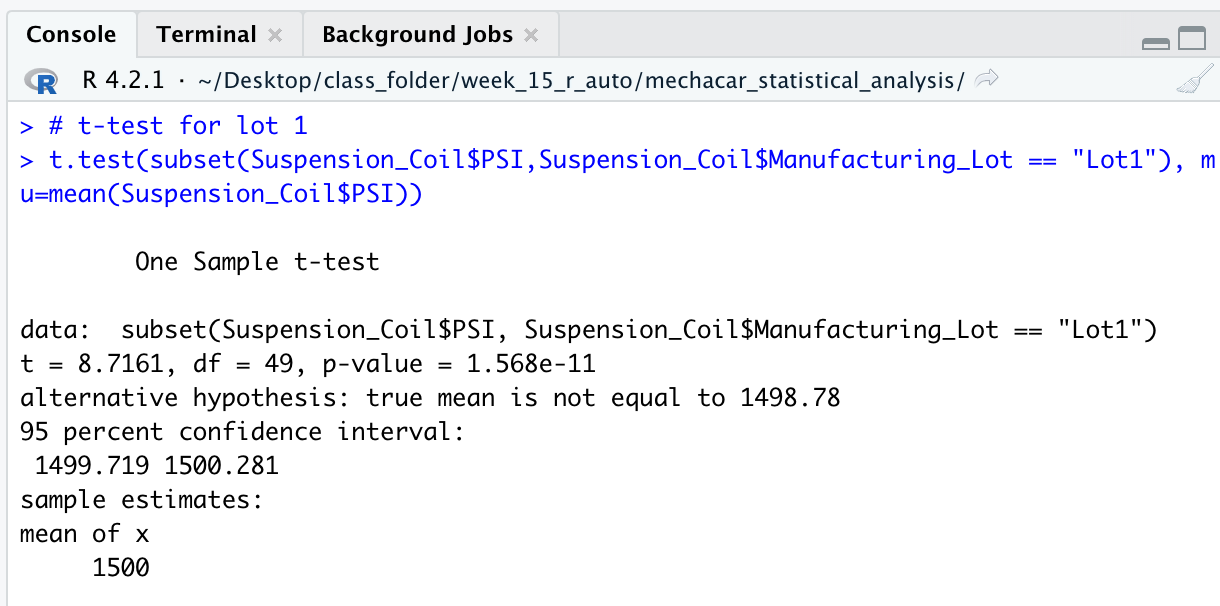 Console Terminal × Background Jobs ×
R R 4.2.1 · ~/Desktop/class_folder/week_15_r_auto/mechacar_statistical_analysis/
> # t-test for lot 1
> t.test(subset(Suspension_Coil$PSI,Suspension_Coil$Manufacturing_Lot == "Lot1"), m
u=mean(Suspension_Coil$PSI))
One Sample t-test
data:  subset(Suspension_Coil$PSI, Suspension_Coil$Manufacturing_Lot == "Lot1")
t = 8.7161, df = 49, p-value = 1.568e-11
alternative hypothesis: true mean is not equal to 1498.78
95 percent confidence interval:
1499.719 1500.281
sample estimates:
mean of x
1500